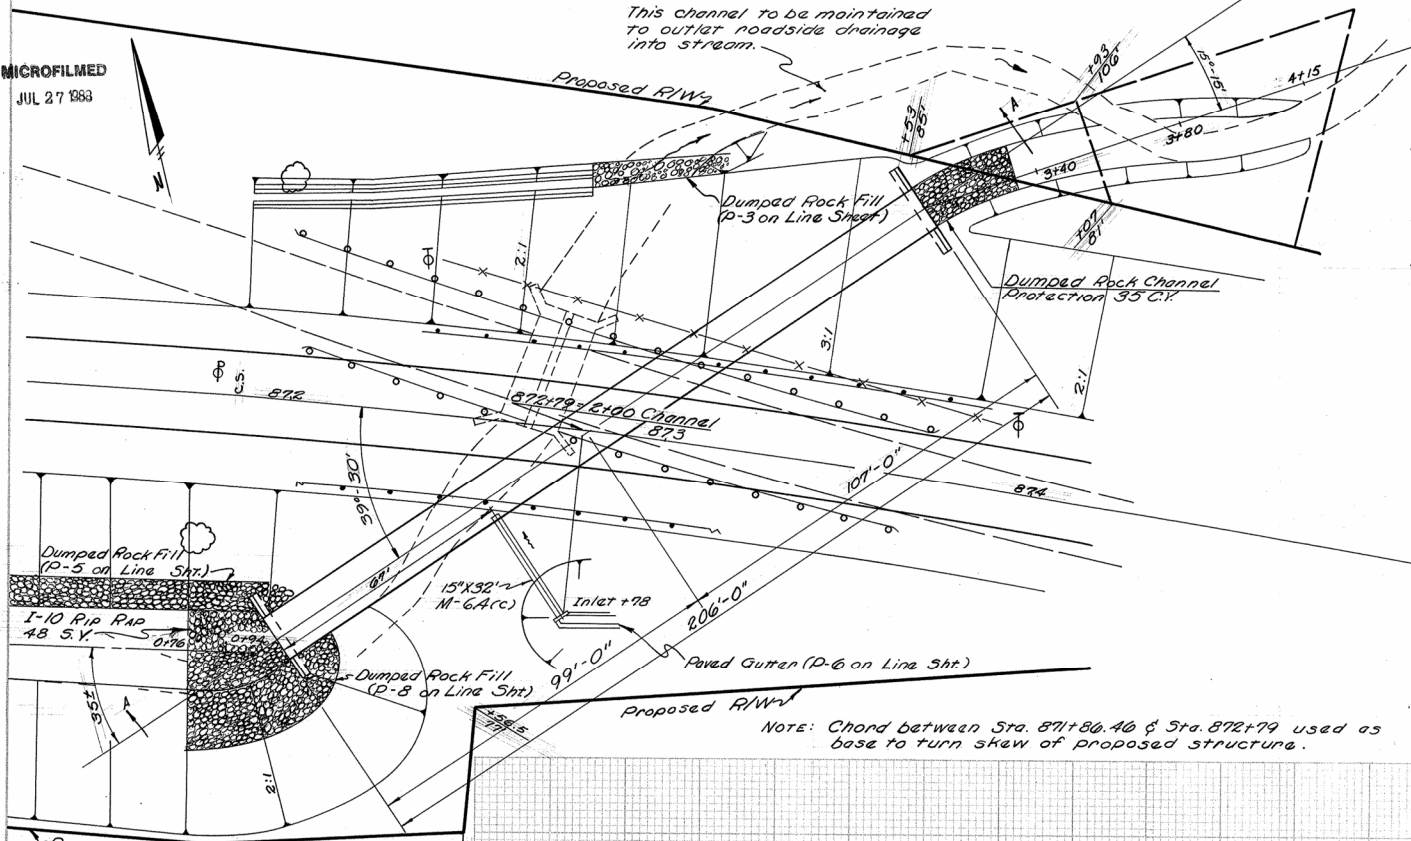 This channel to be maintained
to outlet roadside drainage
into stream.
MICROFILMED
JUL 27 1983
Proposed R/W
+53
85'
+93
106'
15°-15'
4+15
A
3+80
3+40
N
Dumped Rock Fill
(P-3 on Line Sheet)
+07
81'
2:1
Dumped Rock Channel
Protection 35 C.Y.
3:1
2:1
C.S.
872
872+79 = 2+00 Channel
873
874
39°-30'
107'-0"
Dumped Rock Fill
(P-5 on Line Sht.)
67'
15"X32'
M-6A(c)
Inlet +78
206'-0"
I-10 Rip Rap
48 S.Y.
0+76
0+94
99'-0"
Paved Gutter (P-6 on Line Sht)
Dumped Rock Fill
(P-8 on Line Sht)
35±
A
Proposed R/W
+56.5
77'
2:1
NOTE: Chord between Sta. 871+86.46 & Sta. 872+79 used as
base to turn skew of proposed structure.